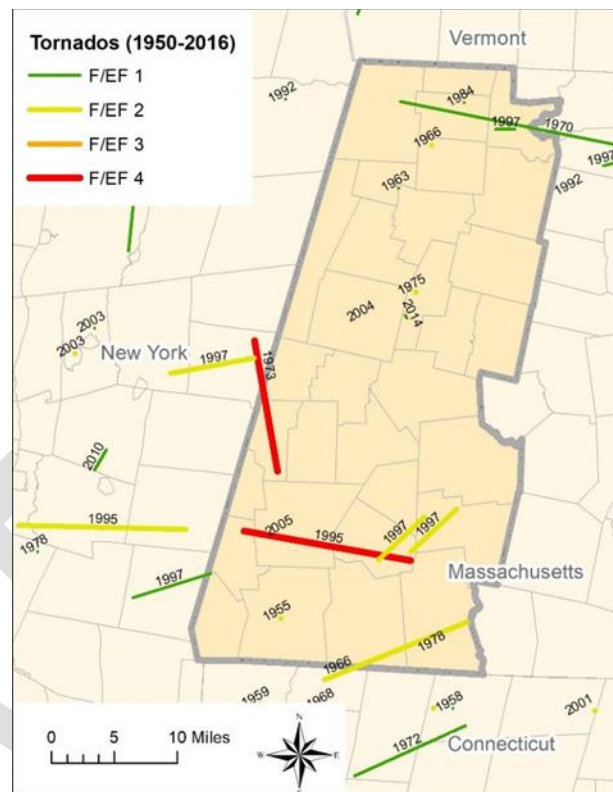 Tornados (1950-2016)
F/EF 1
F/EF 2
F/EF 3
F/EF 4
Vermont
1992
1984
1997
1970
1966
1997
1963
1992
1975
2004
2014
2003
2003
New York
1997
1973
2010
1995
1978
2005
1995
1997
1997
1997
Massachusetts
1955
1978
1966
1959
1968
1958
2001
1972
Connecticut
0 5 10 Miles
N
W E
S